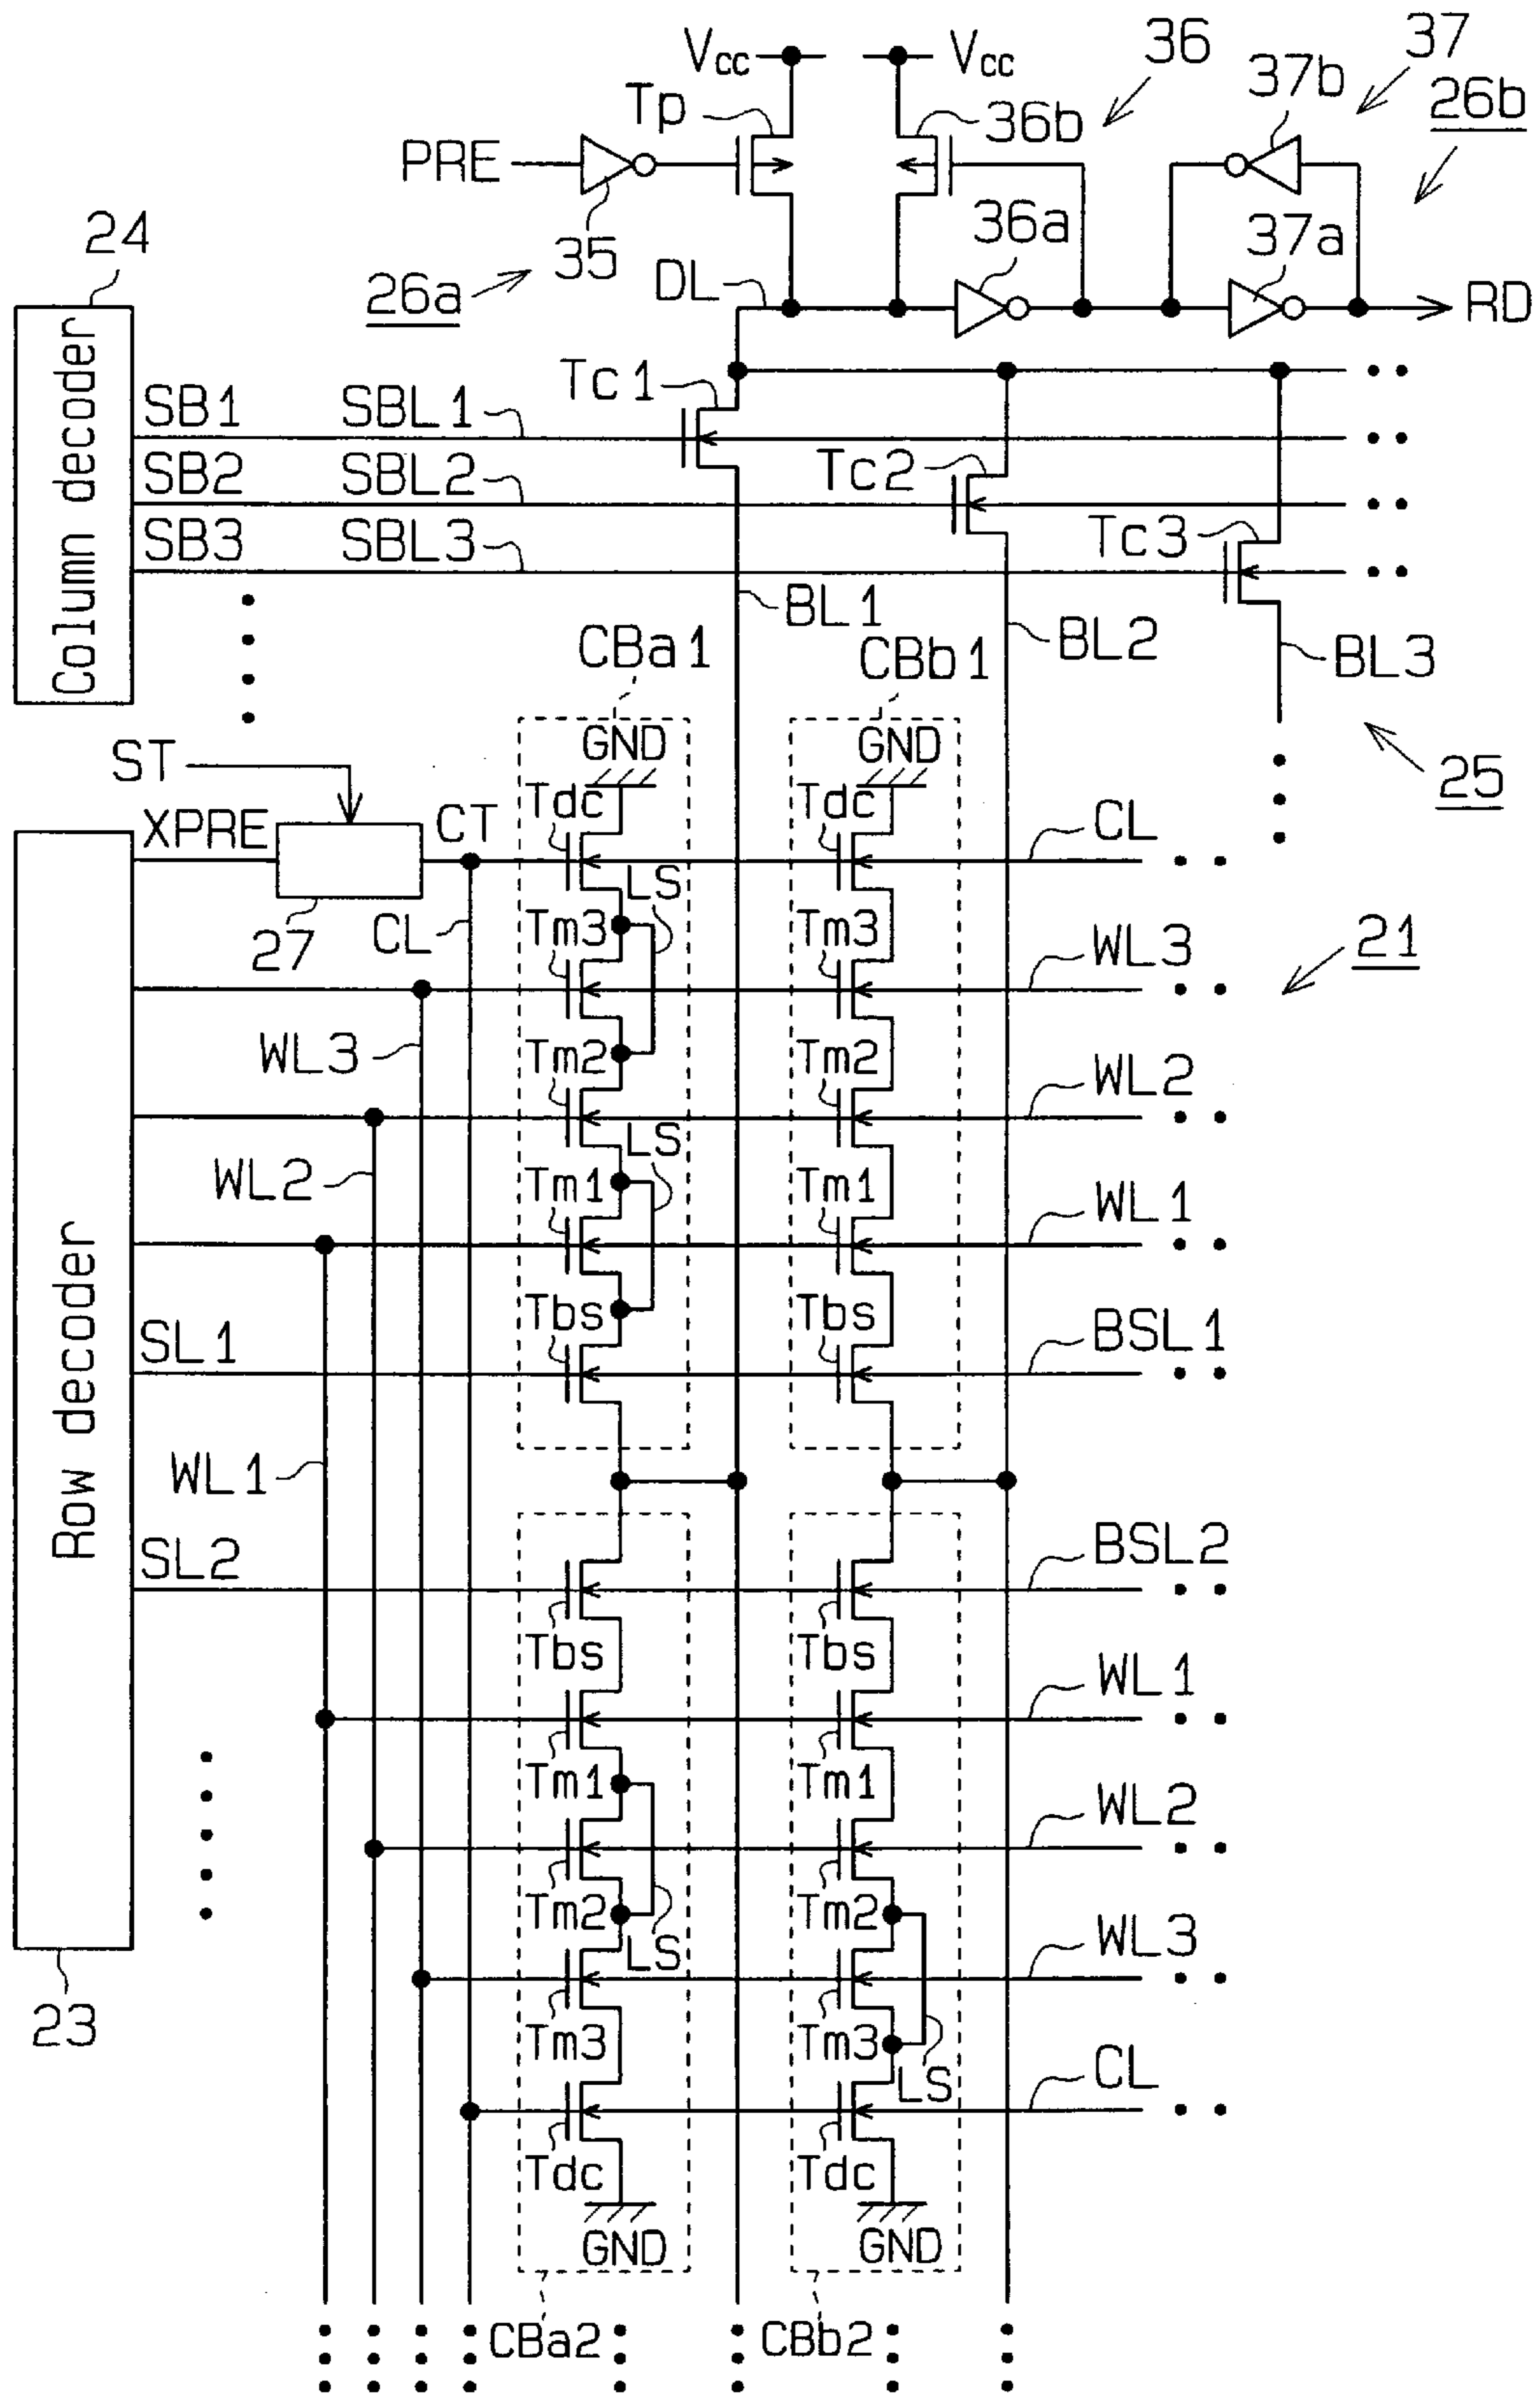 Vcc Vcc 36 37
Tp 36b 37b 26b
PRE
35 36a 37a
24 26a DL RD
Column decoder
Tc1
SB1 SBL1
Tc2
SB2 SBL2
Tc3
SB3 SBL3
BL1 BL2 BL3
CBa1 CBb1
GND GND
25
ST
Tdc Tdc
XPRE CT CL
LS
27 CL Tm3 Tm3 WL3 21
WL3 Tm2 Tm2 WL2
LS
WL2 Tm1 Tm1 WL1
Row decoder
Tbs Tbs BSL1
SL1
WL1
SL2 BSL2
Tbs Tbs WL1
Tm1 Tm1 WL2
Tm2 Tm2 WL3
LS
23 Tm3 Tm3
LS CL
Tdc Tdc
GND GND
CBa2 CBb2